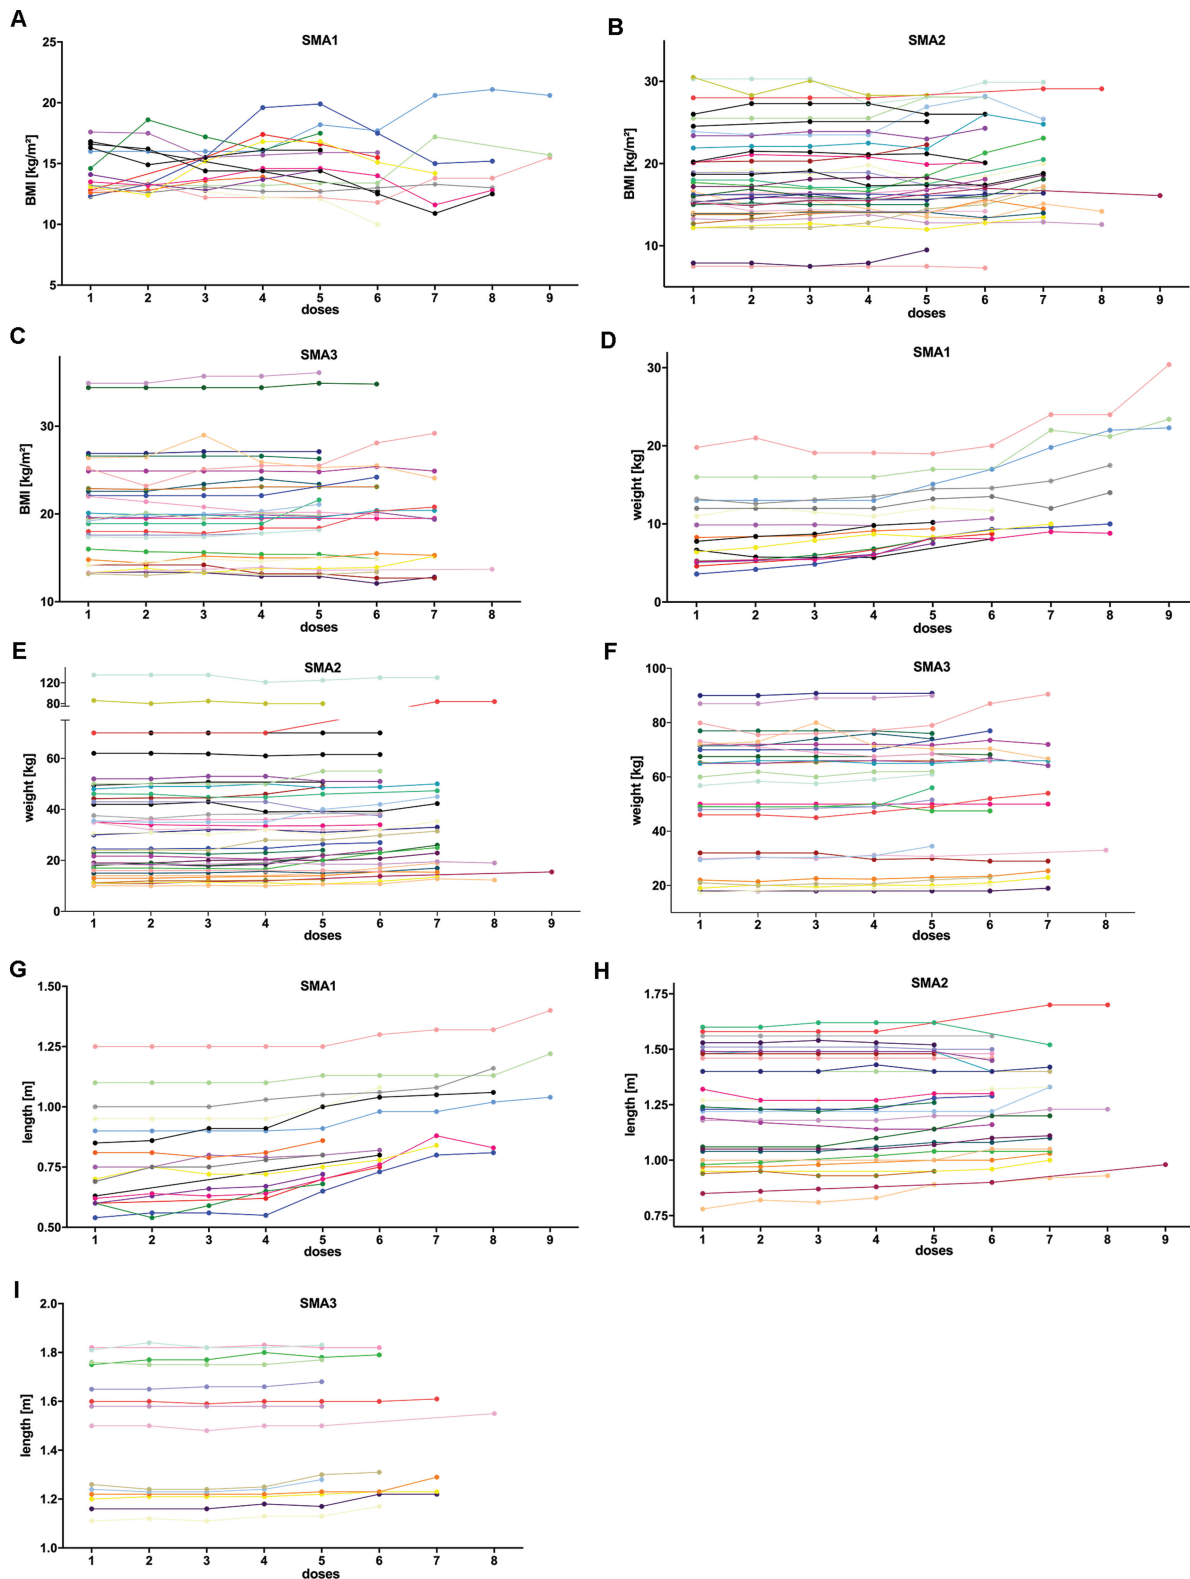 A
SMA1
BMI [kg/m²]
25
20
15
10
5
1 2 3 4 5 6 7 8 9
doses
B
SMA2
BMI [kg/m²]
30
20
10
1 2 3 4 5 6 7 8 9
doses
C
SMA3
BMI [kg/m²]
30
20
10
1 2 3 4 5 6 7 8
doses
D
SMA1
weight [kg]
30
20
10
0
1 2 3 4 5 6 7 8 9
doses
E
SMA2
weight [kg]
120
80
60
40
20
0
1 2 3 4 5 6 7 8 9
doses
F
SMA3
weight [kg]
100
80
60
40
20
1 2 3 4 5 6 7 8
doses
G
SMA1
length [m]
1.50
1.25
1.00
0.75
0.50
1 2 3 4 5 6 7 8 9
doses
H
SMA2
length [m]
1.75
1.50
1.25
1.00
0.75
1 2 3 4 5 6 7 8 9
doses
I
SMA3
length [m]
2.0
1.8
1.6
1.4
1.2
1.0
1 2 3 4 5 6 7 8
doses